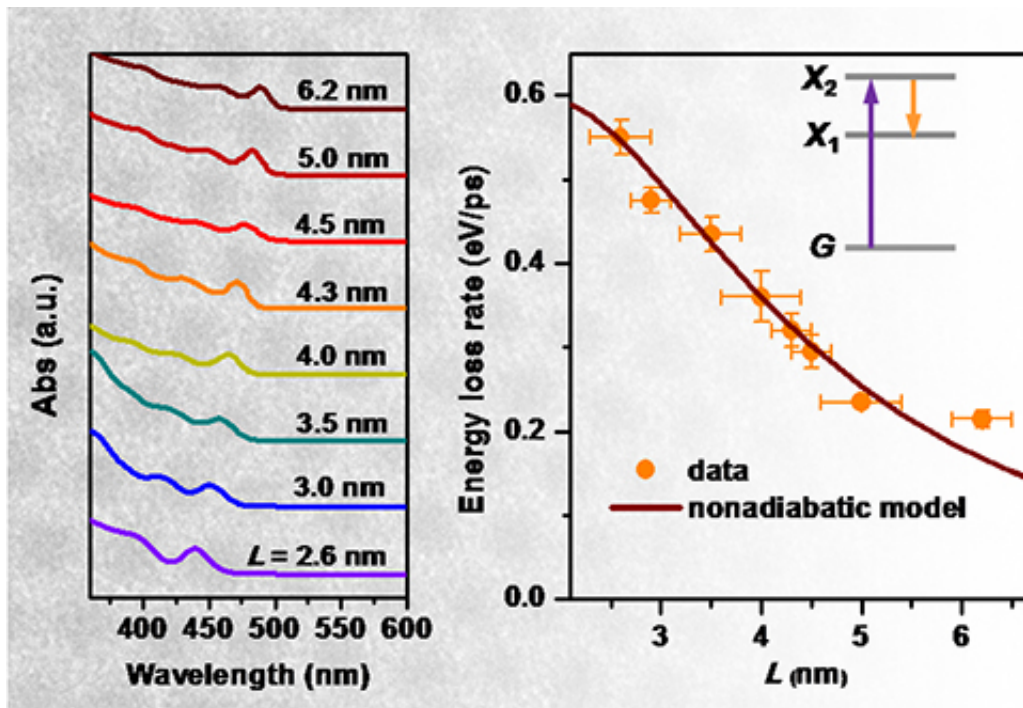 Abs (a.u.)
6.2 nm
5.0 nm
4.5 nm
4.3 nm
4.0 nm
3.5 nm
3.0 nm
L = 2.6 nm
400 450 500 550 600
Wavelength (nm)
Energy loss rate (eV/ps)
0.6
0.4
0.2
0.0
X2
X1
G
data
nonadiabatic model
3 4 5 6
L (nm)